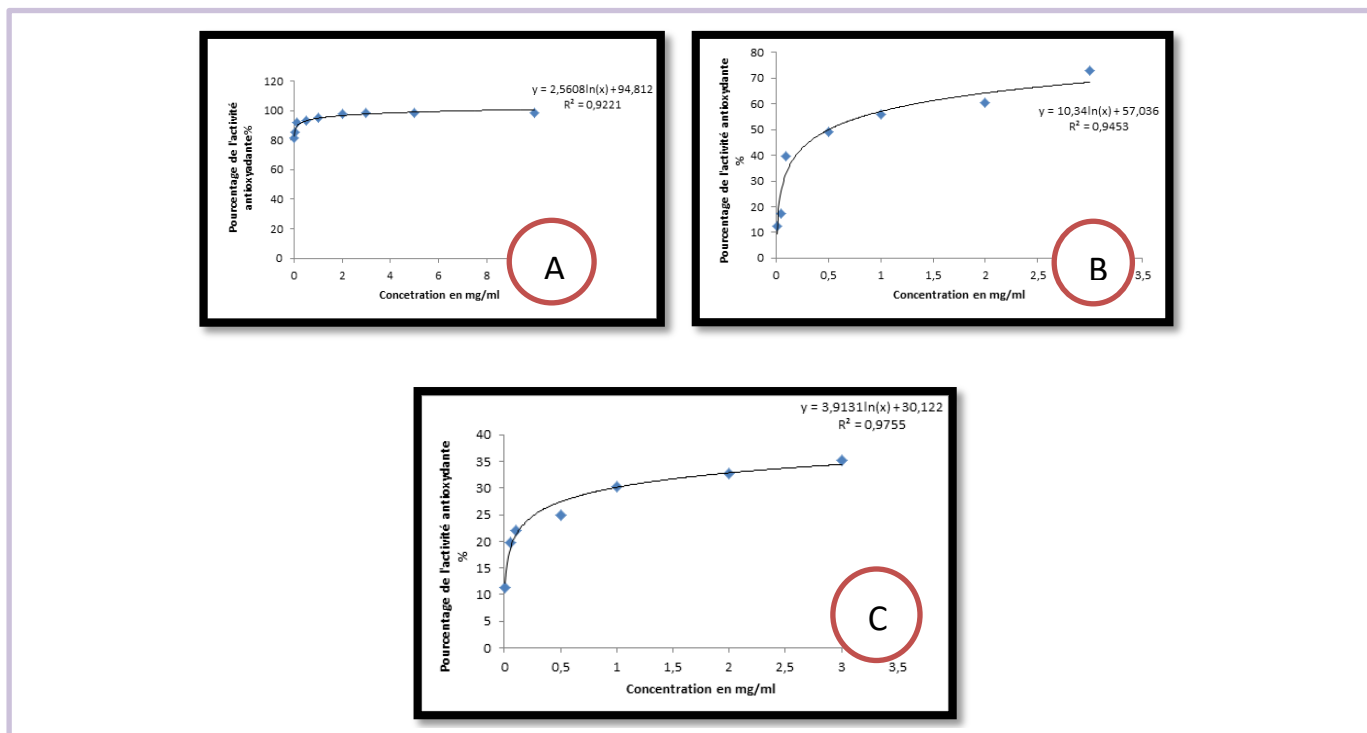 120
100
80
60
40
20
0
0
2
4
6
8
Pourcentage de l'activité
antioxyadante%
Concetration en mg/ml
y = 2,5608ln(x) + 94,812
R² = 0,9221
A
80
70
60
50
40
30
20
10
0
0
0,5
1
1,5
2
2,5
3,5
Pourcentage de l'activité antioxydante
%
Concentration en mg/ml
y = 10,34ln(x) + 57,036
R² = 0,9453
B
y = 3,9131ln(x) + 30,122
R² = 0,9755
40
35
30
25
20
15
10
5
0
0
0,5
1
1,5
2
2,5
3
3,5
Pourcentage de l'activité antioxydante
%
Concentration en mg/ml
C